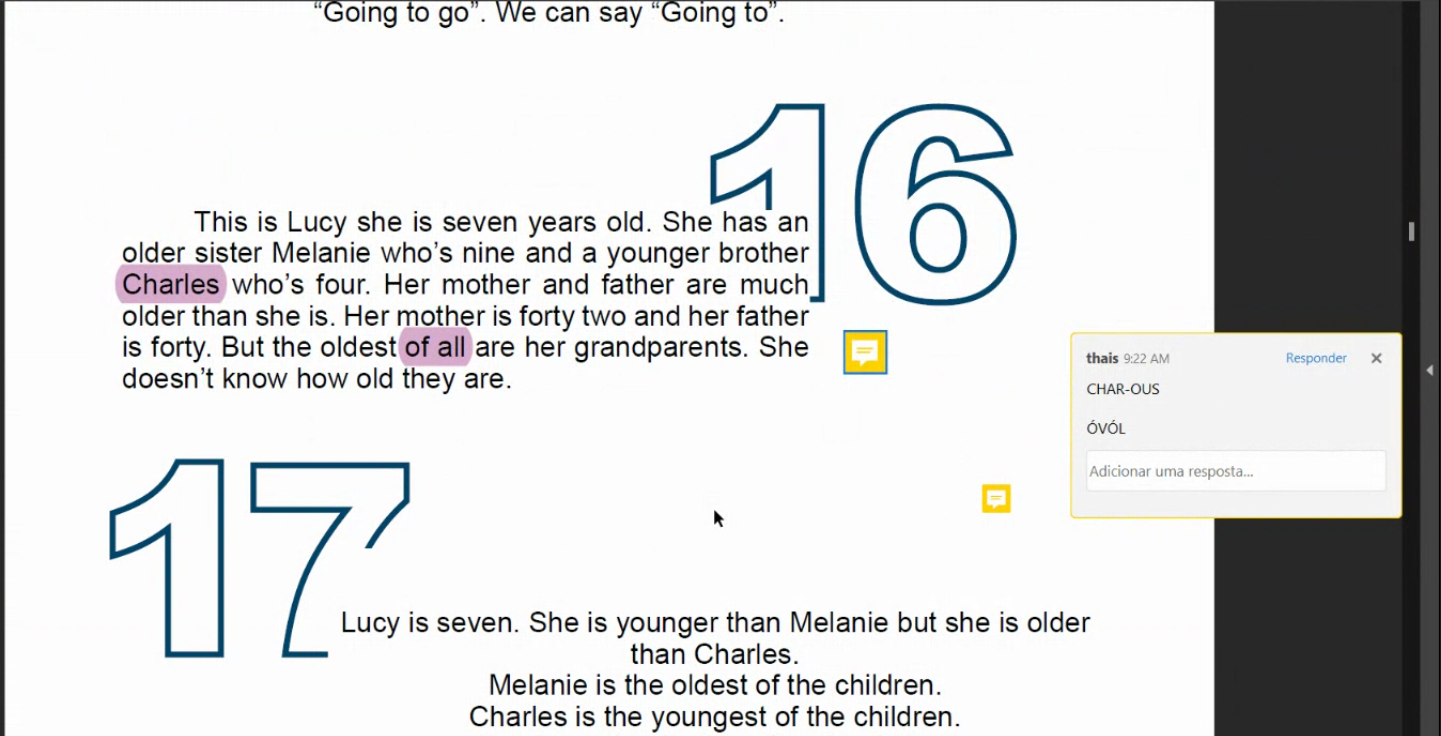 “Going to go”. We can say “Going to”.
16
This is Lucy she is seven years old. She has an
older sister Melanie who’s nine and a younger brother
Charles who’s four. Her mother and father are much
older than she is. Her mother is forty two and her father
is forty. But the oldest of all are her grandparents. She
doesn’t know how old they are.
thais 9:22 AM Responder
CHAR-OUS
ÓVÓL
Adicionar uma resposta...
17
Lucy is seven. She is younger than Melanie but she is older
than Charles.
Melanie is the oldest of the children.
Charles is the youngest of the children.